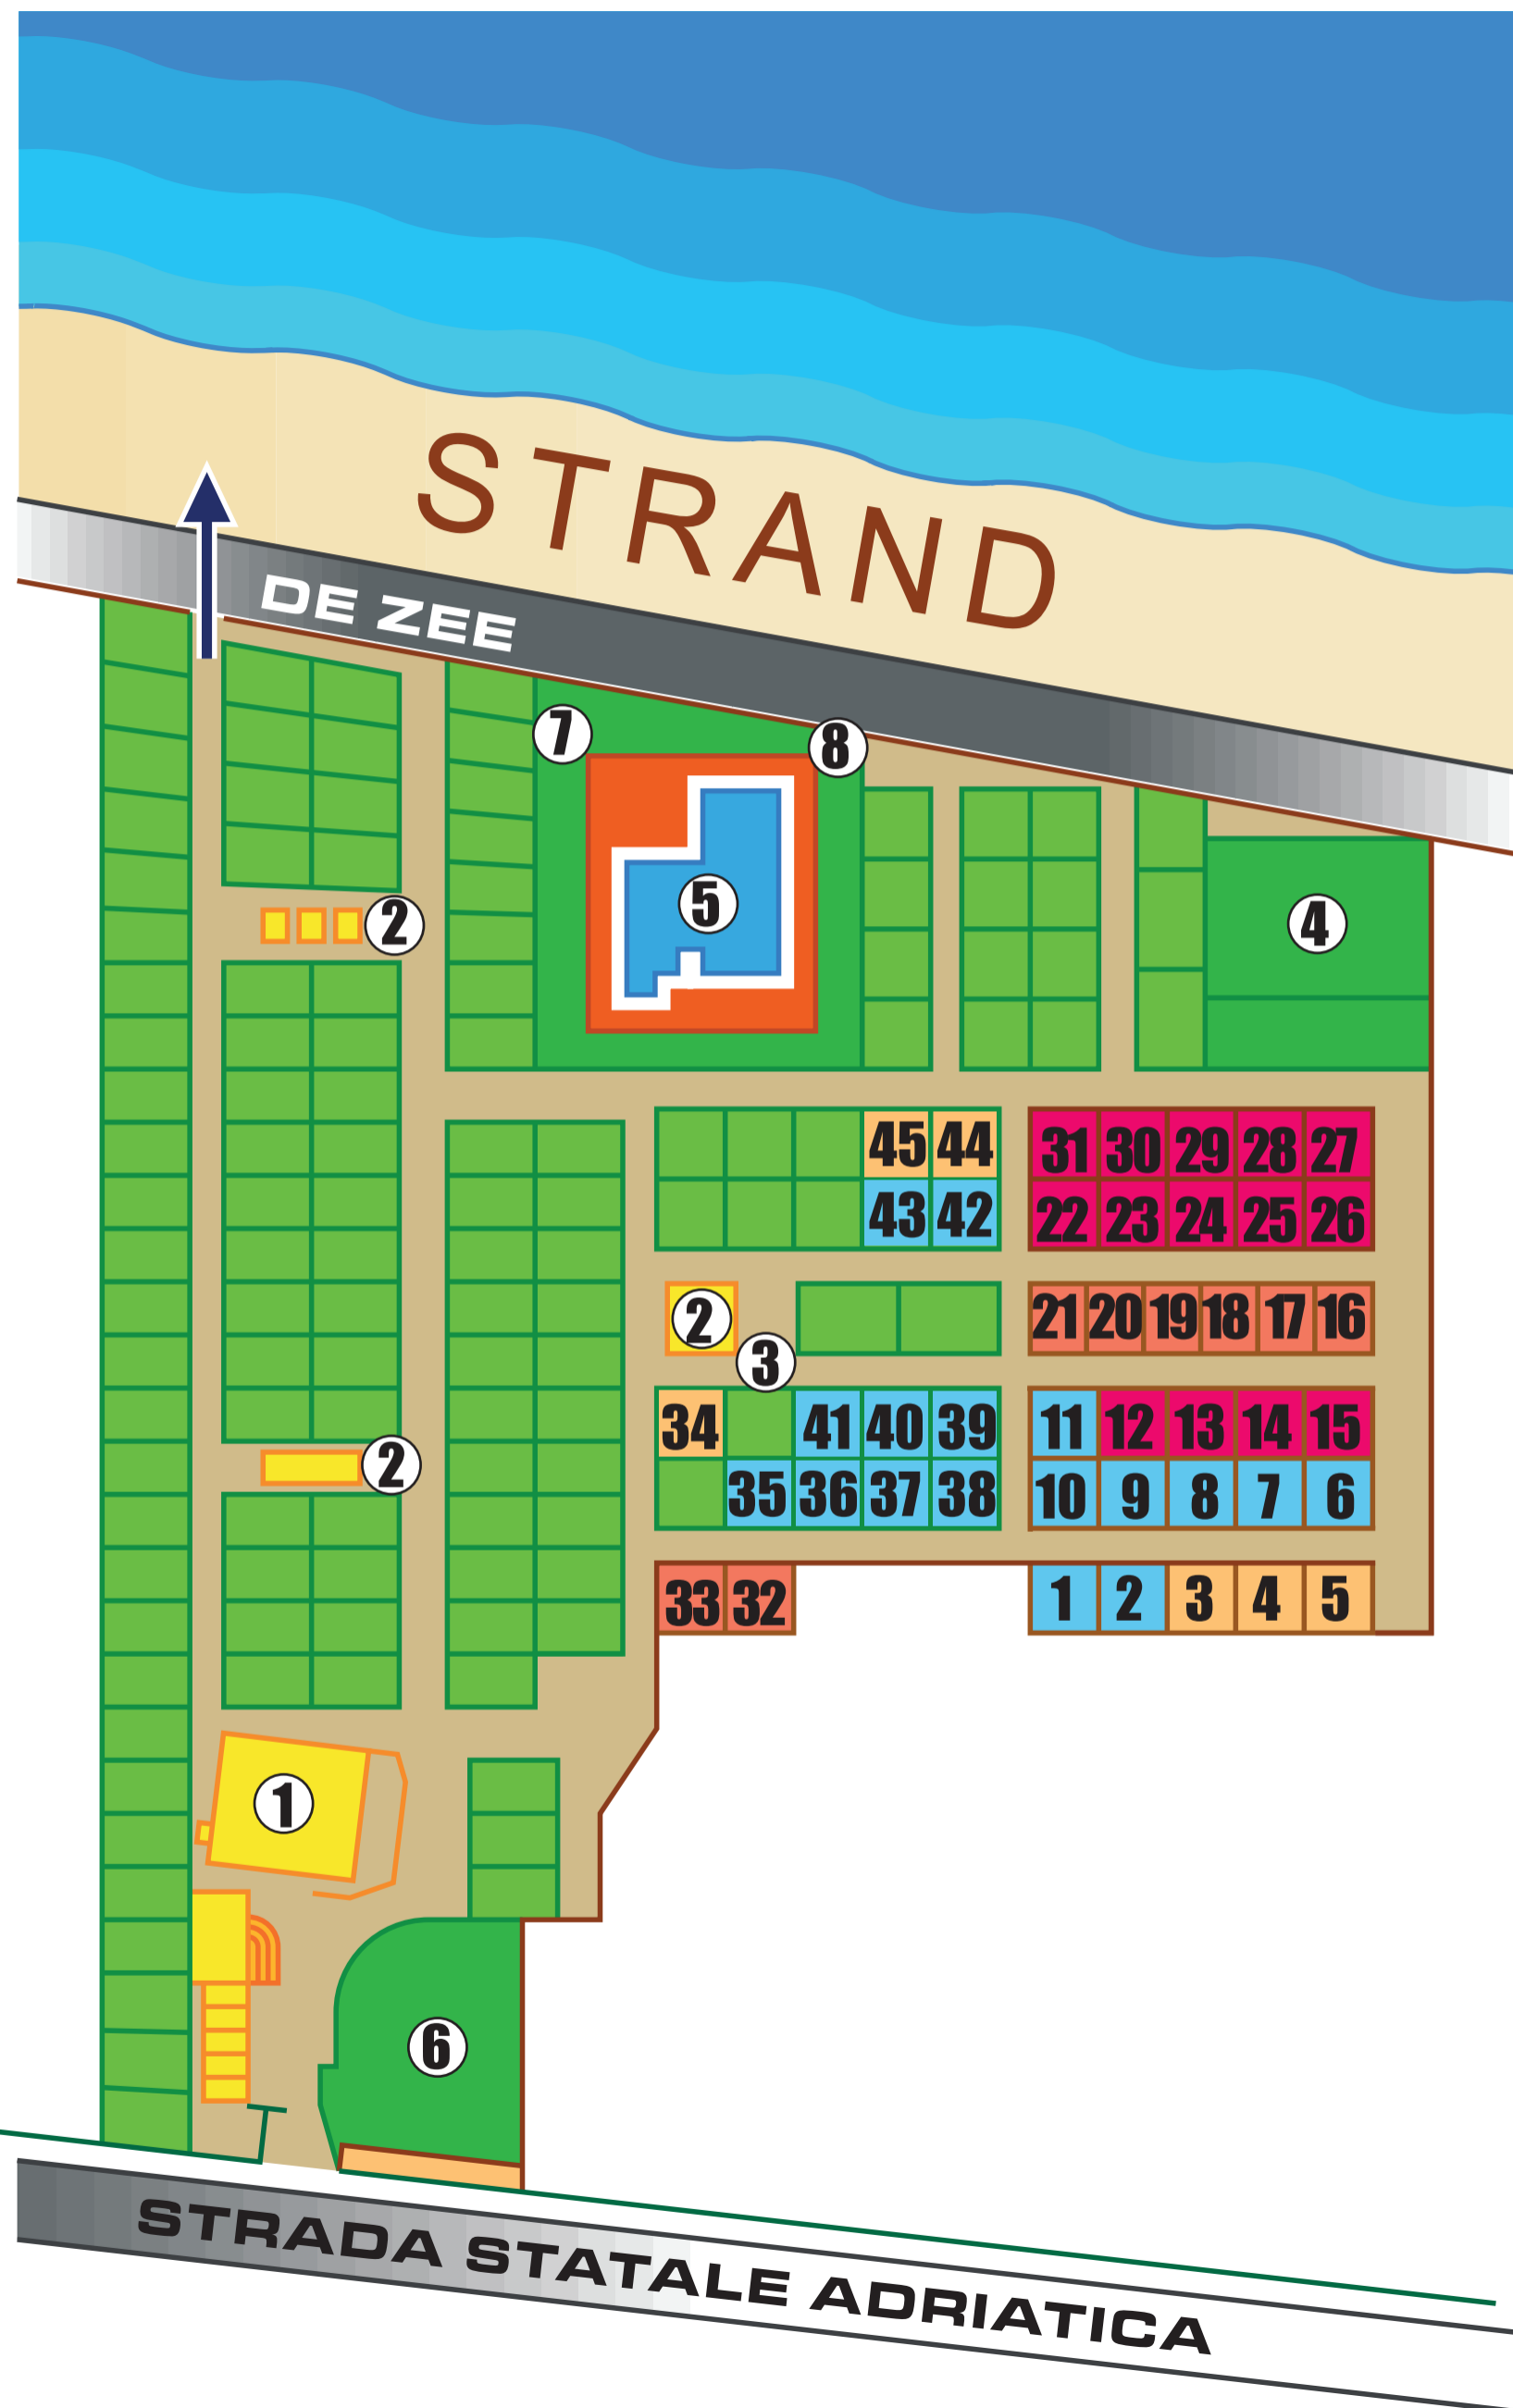 STRAND
DE ZEE
7
8
5
4
2
45 44 31 30 29 28 27
43 42 22 23 24 25 26
2 21 20 19 18 17 16
3
34 41 40 39 11 12 13 14 15
2 35 36 37 38 10 9 8 7 6
33 32 1 2 3 4 5
1
6
STRADA STATALE ADRIATICA